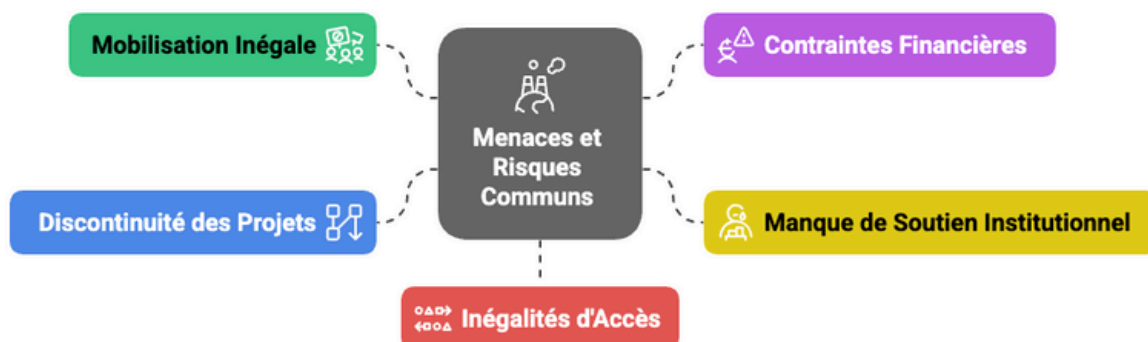 Mobilisation Inégale
Contraintes Financières
Menaces et
Risques
Communs
Discontinuité des Projets
Manque de Soutien Institutionnel
Inégalités d'Accès